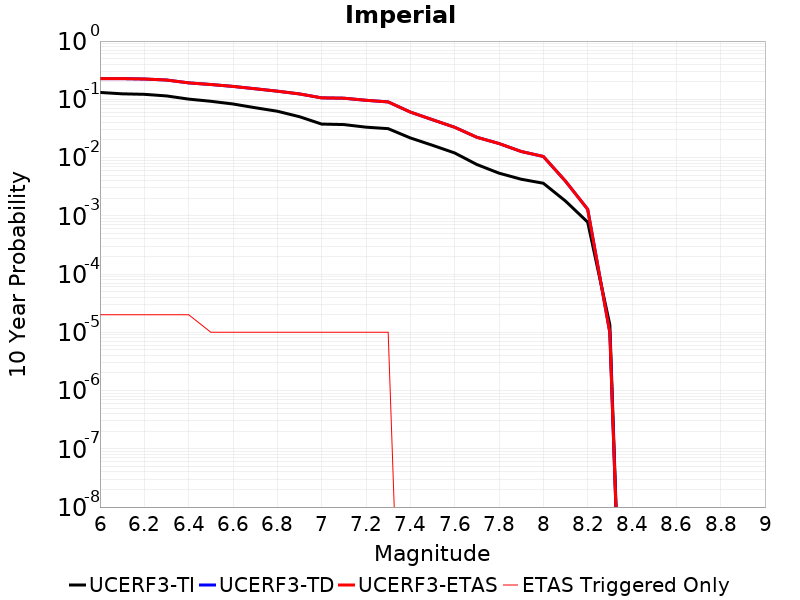 Imperial
10^0
10^-1
10^-2
10^-3
10^-4
10^-5
10^-6
10^-7
10^-8
10 Year Probability
6 6.2 6.4 6.6 6.8 7 7.2 7.4 7.6 7.8 8 8.2 8.4 8.6 8.8 9
Magnitude
UCERF3-TI UCERF3-TD UCERF3-ETAS ETAS Triggered Only